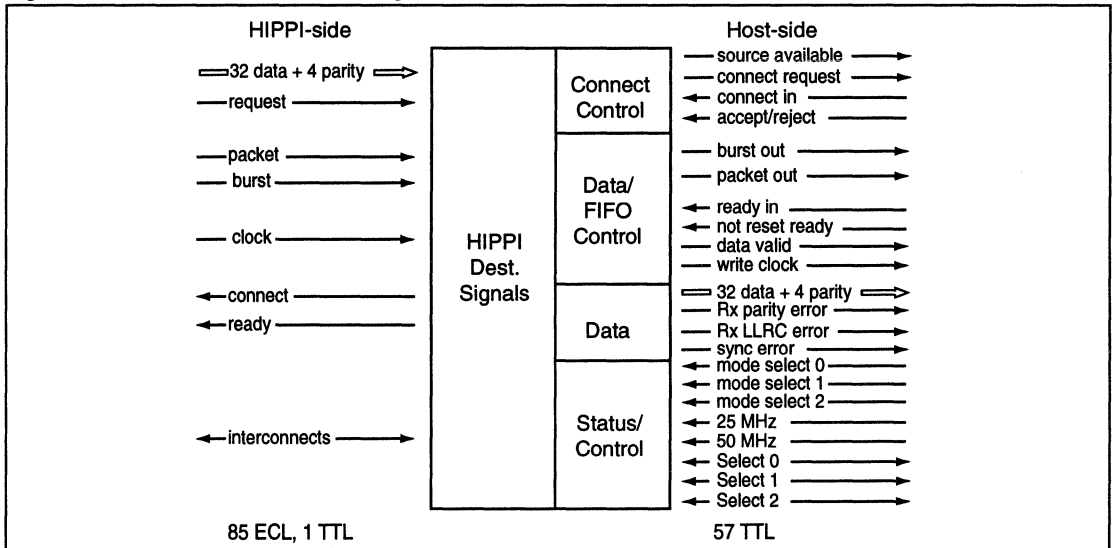 HIPPI-side
32 data + 4 parity
request
packet
burst
clock
connect
ready
interconnects
85 ECL, 1 TTL
HIPPI
Dest.
Signals
Connect
Control
Data/
FIFO
Control
Data
Status/
Control
Host-side
source available
connect request
connect in
accept/reject
burst out
packet out
ready in
not reset ready
data valid
write clock
32 data + 4 parity
Rx parity error
Rx LLRC error
sync error
mode select 0
mode select 1
mode select 2
25 MHz
50 MHz
Select 0
Select 1
Select 2
57 TTL